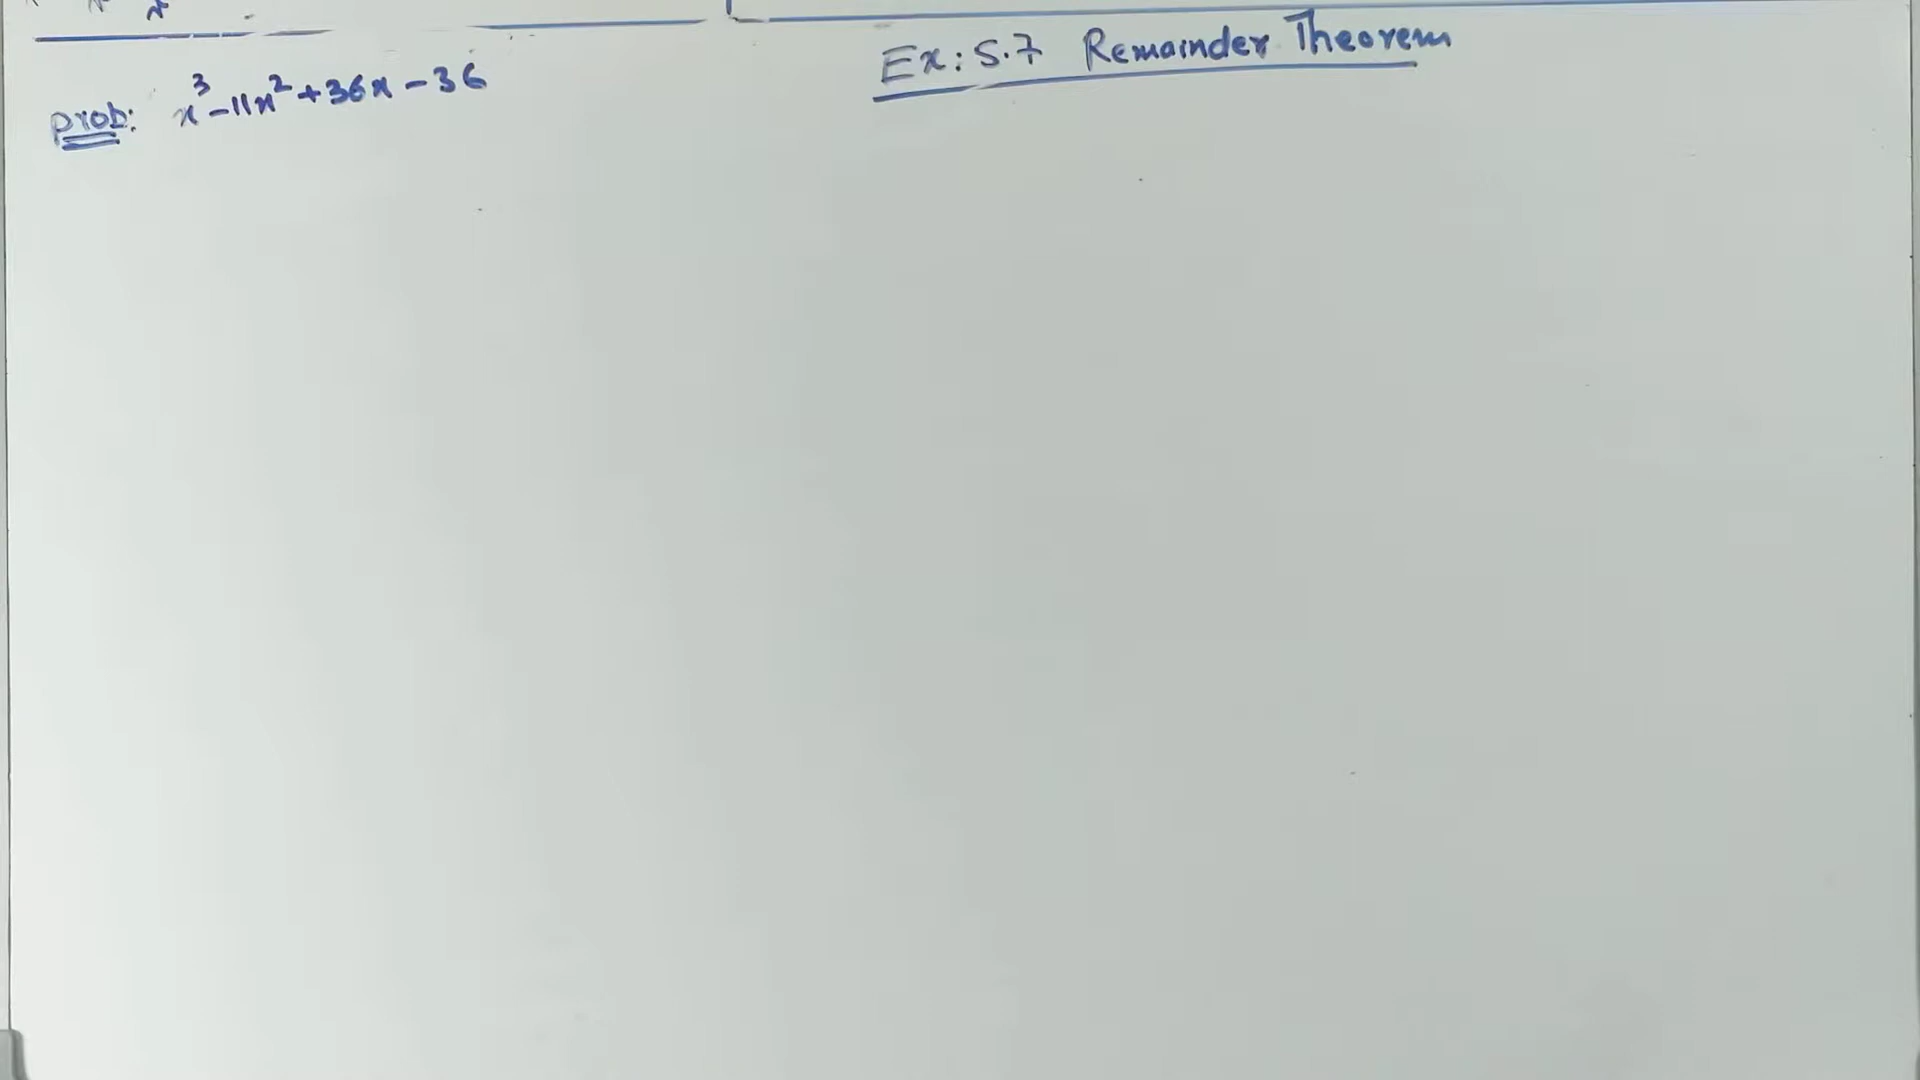 Ex: 5.7 Remainder Theorem
prob: x³-11x²+36x-36